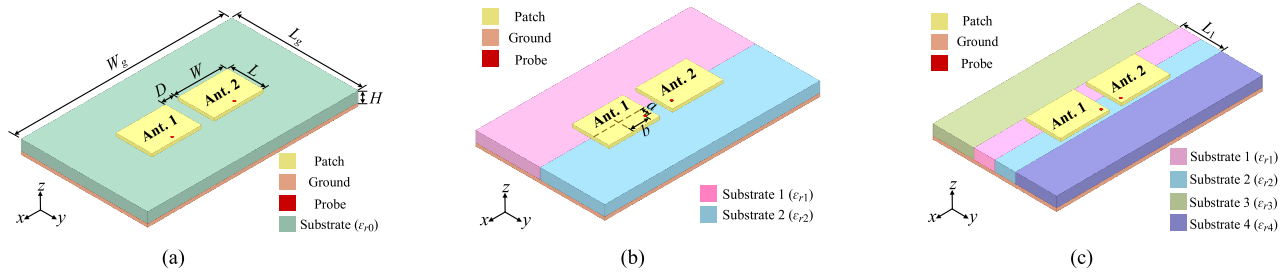 W_g
L_g
D
W
L
H
Ant. 1
Ant. 2
Patch
Ground
Probe
Substrate (ε_r0)
z
x
y
(a)
Patch
Ground
Probe
Ant. 1
Ant. 2
a
b
Substrate 1 (ε_r1)
Substrate 2 (ε_r2)
z
x
y
(b)
Patch
Ground
Probe
L_1
Ant. 1
Ant. 2
Substrate 1 (ε_r1)
Substrate 2 (ε_r2)
Substrate 3 (ε_r3)
Substrate 4 (ε_r4)
z
x
y
(c)